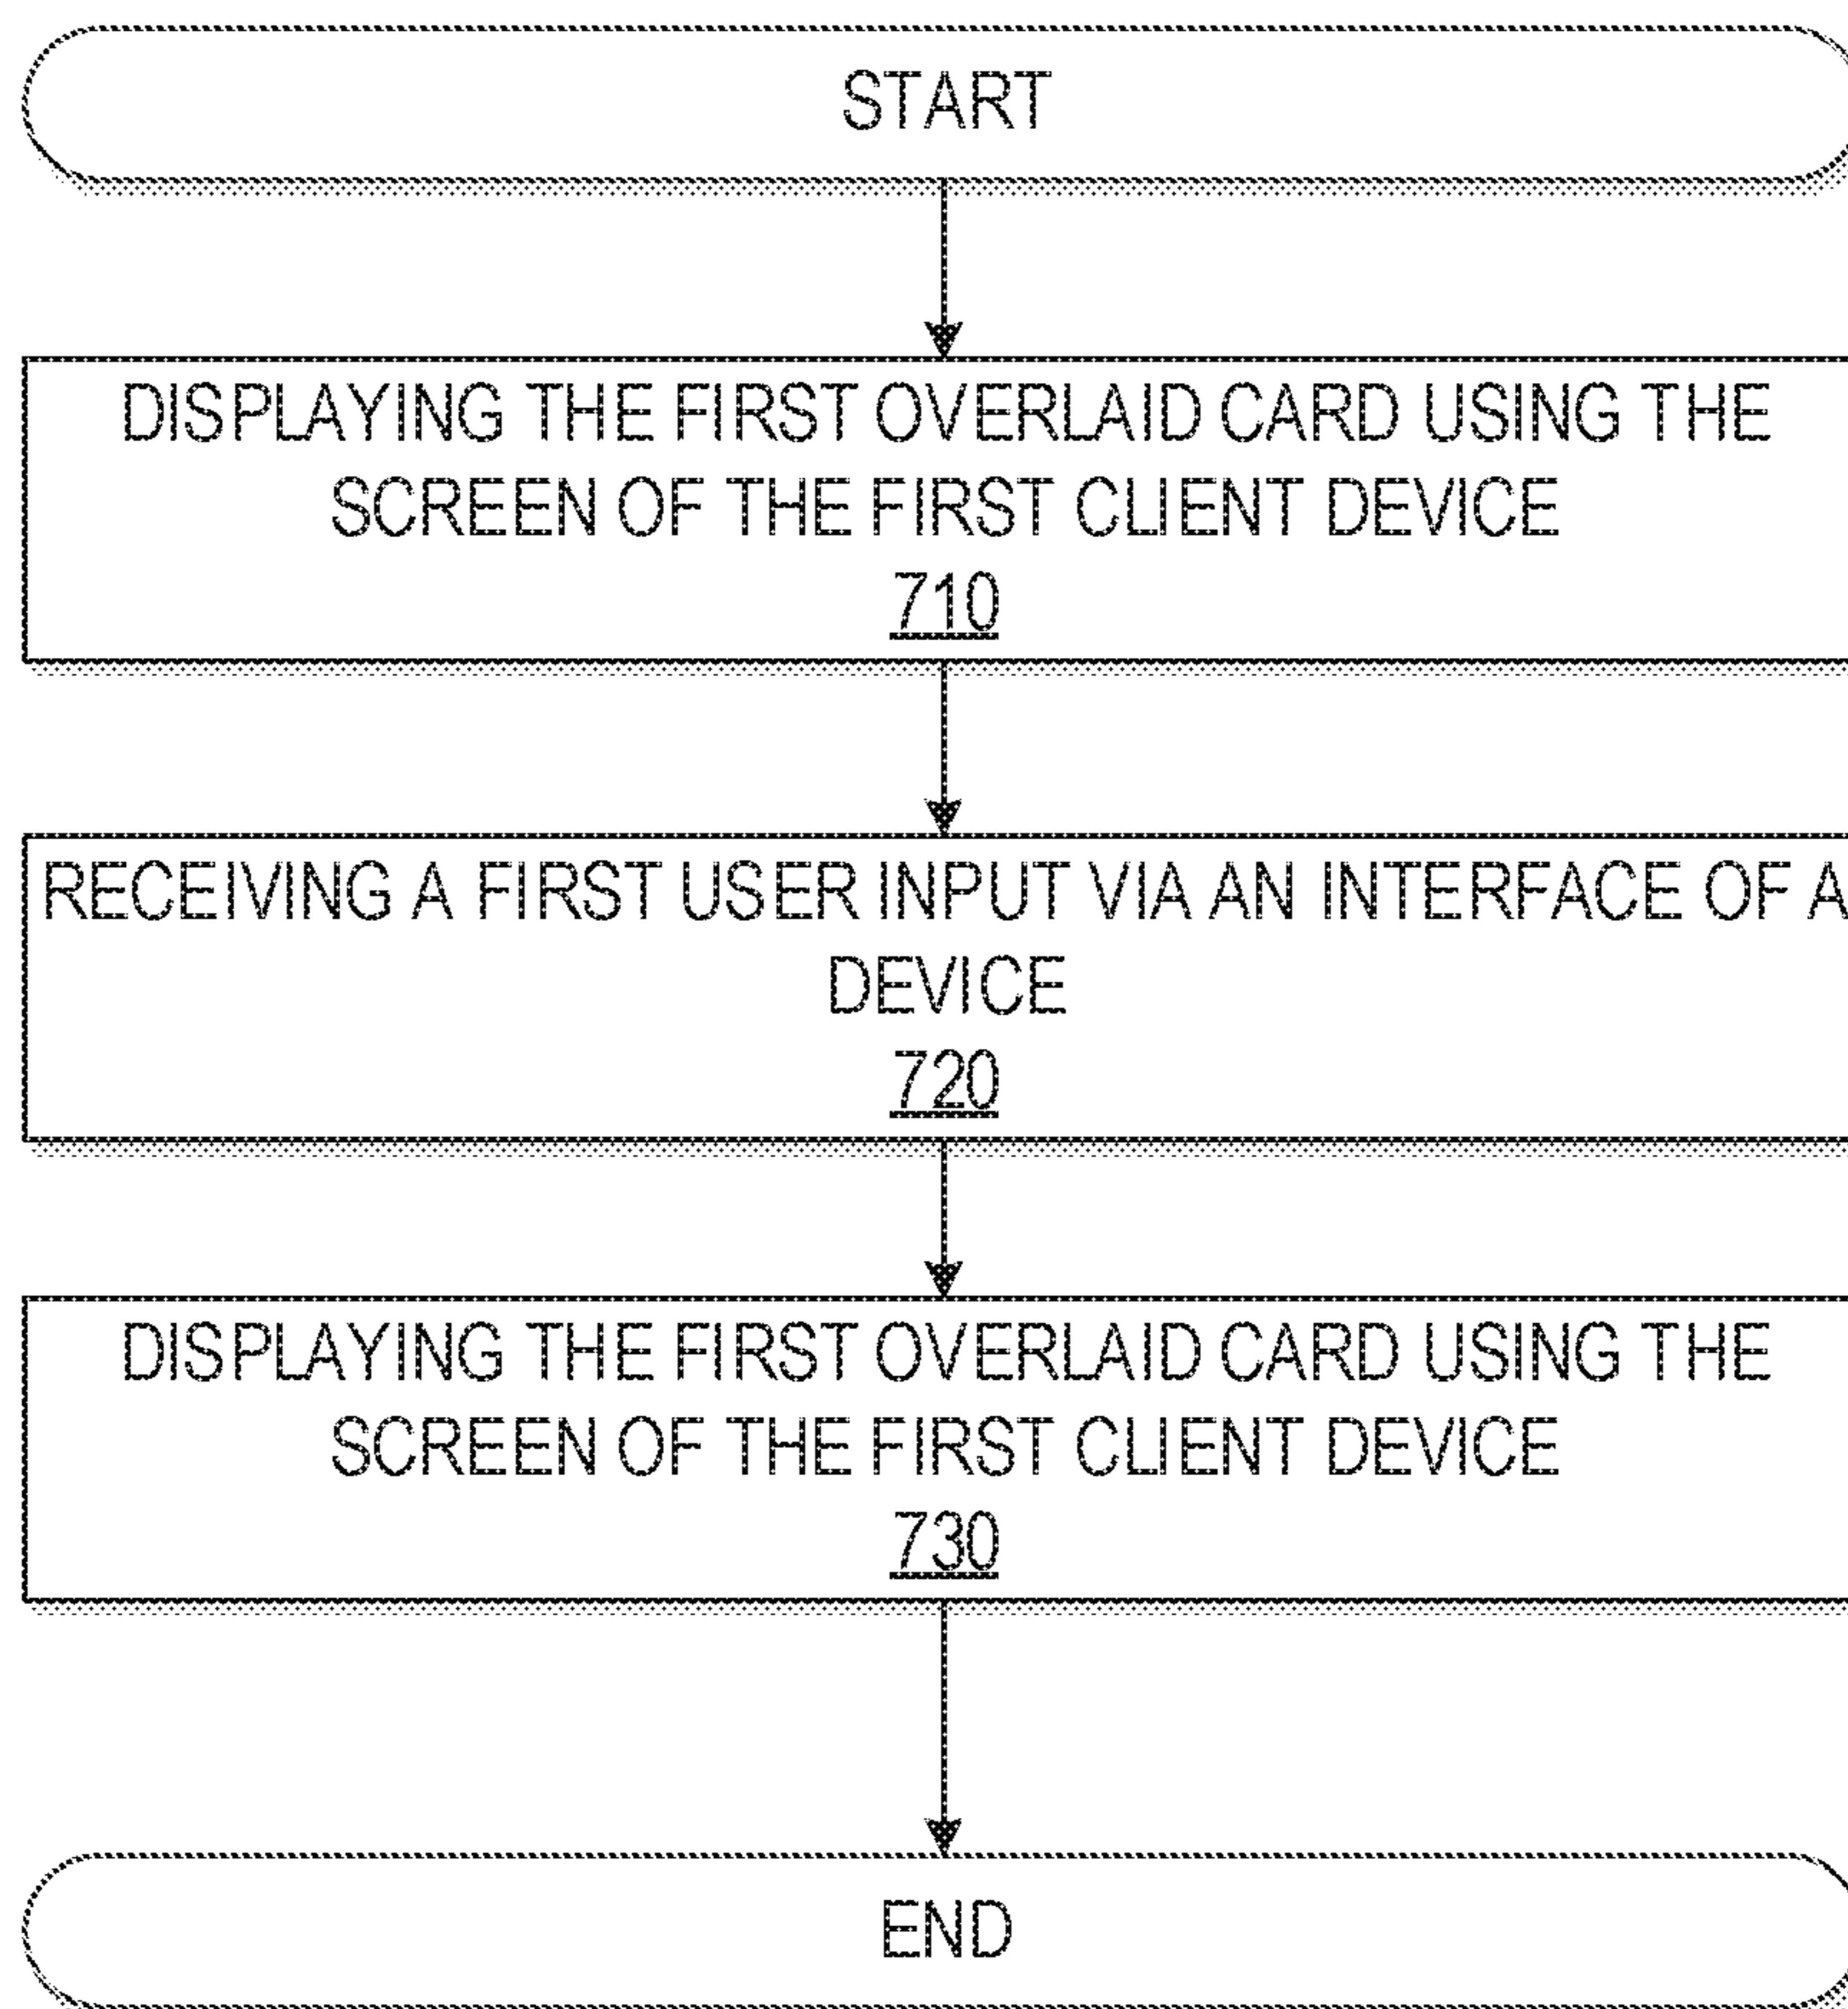 START
DISPLAYING THE FIRST OVERLAID CARD USING THE
SCREEN OF THE FIRST CLIENT DEVICE
710
RECEIVING A FIRST USER INPUT VIA AN INTERFACE OF A
DEVICE
720
DISPLAYING THE FIRST OVERLAID CARD USING THE
SCREEN OF THE FIRST CLIENT DEVICE
730
END